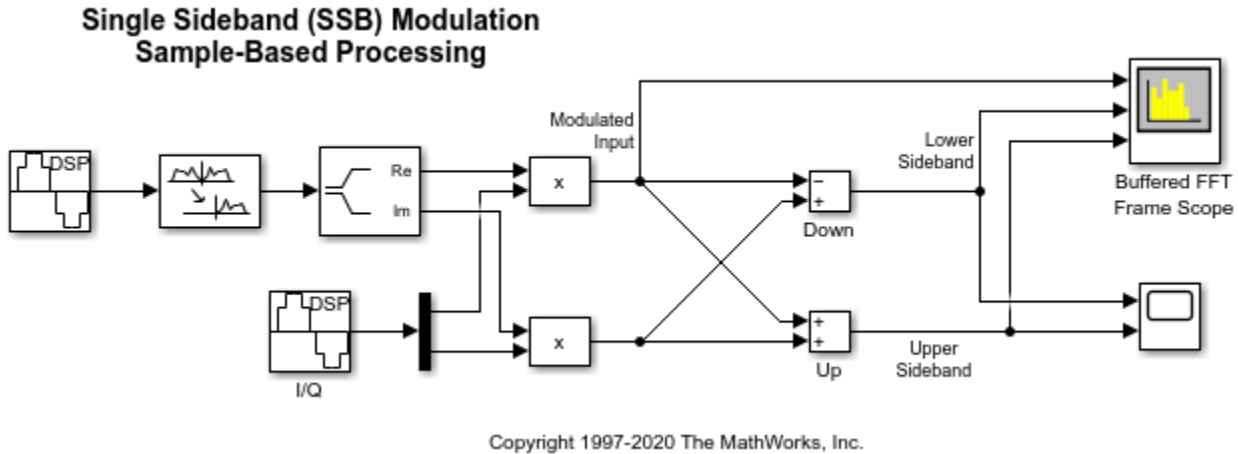 Single Sideband (SSB) Modulation
Sample-Based Processing
Modulated
Input
Lower
Sideband
Buffered FFT
Frame Scope
DSP
Re
Im
x
−
+
Down
DSP
I/Q
x
+
+
Up
Upper
Sideband
Copyright 1997-2020 The MathWorks, Inc.